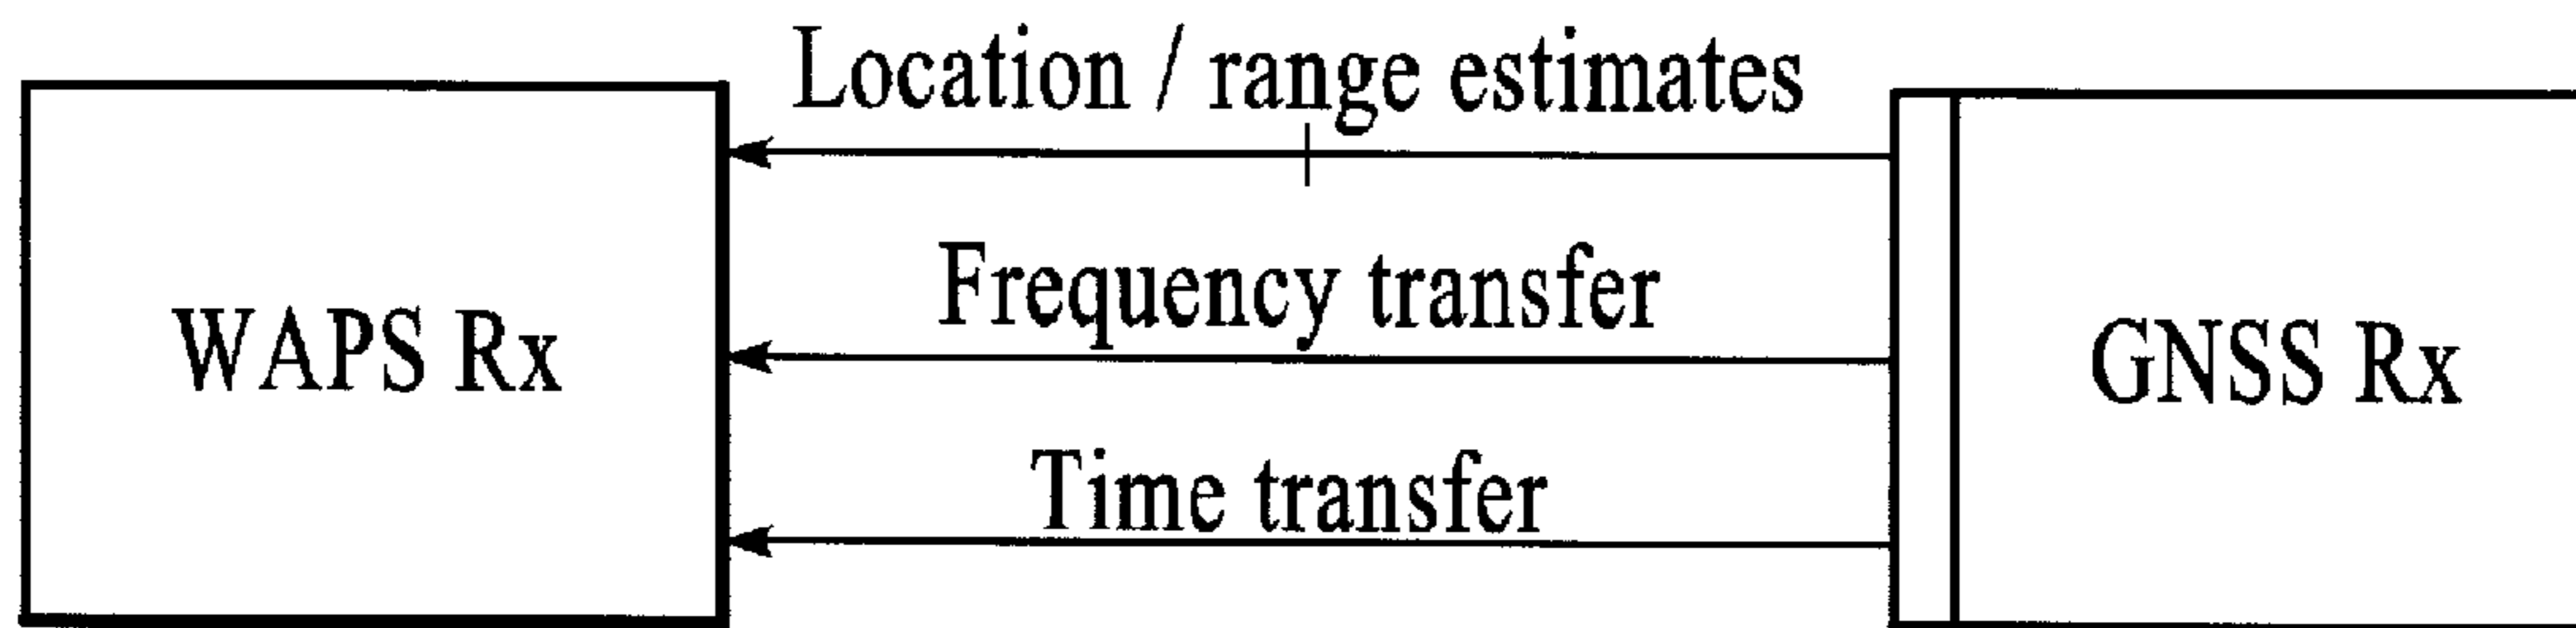 Location / range estimates
Frequency transfer
WAPS Rx
GNSS Rx
Time transfer